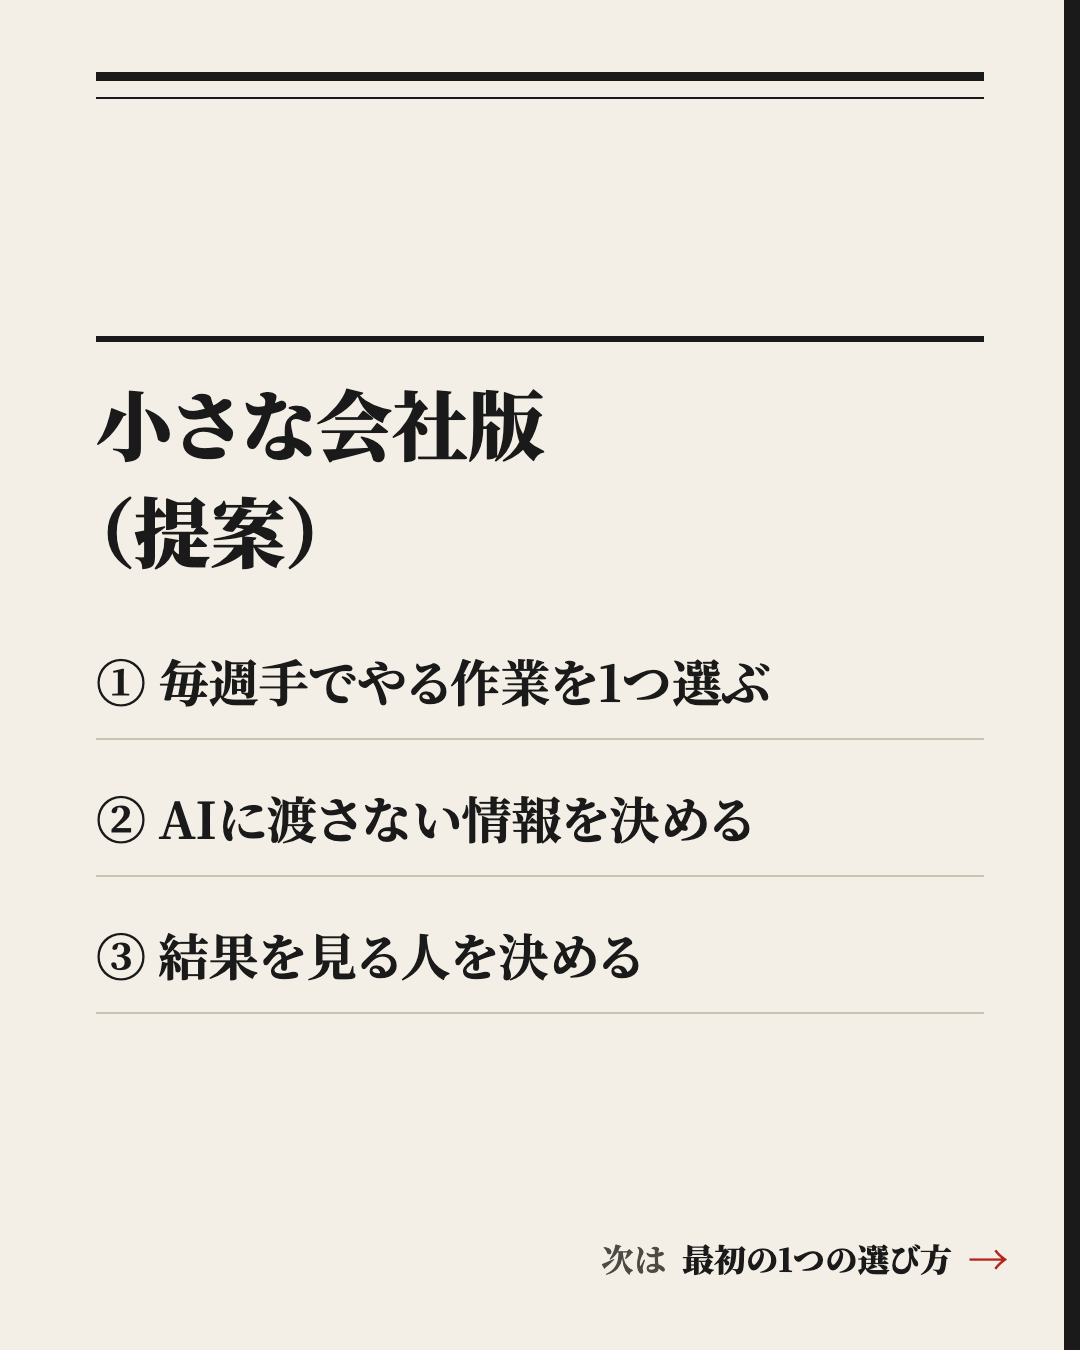 小さな会社版
（提案）
① 毎週手でやる作業を1つ選ぶ
② AIに渡さない情報を決める
③ 結果を見る人を決める
次は 最初の1つの選び方 →